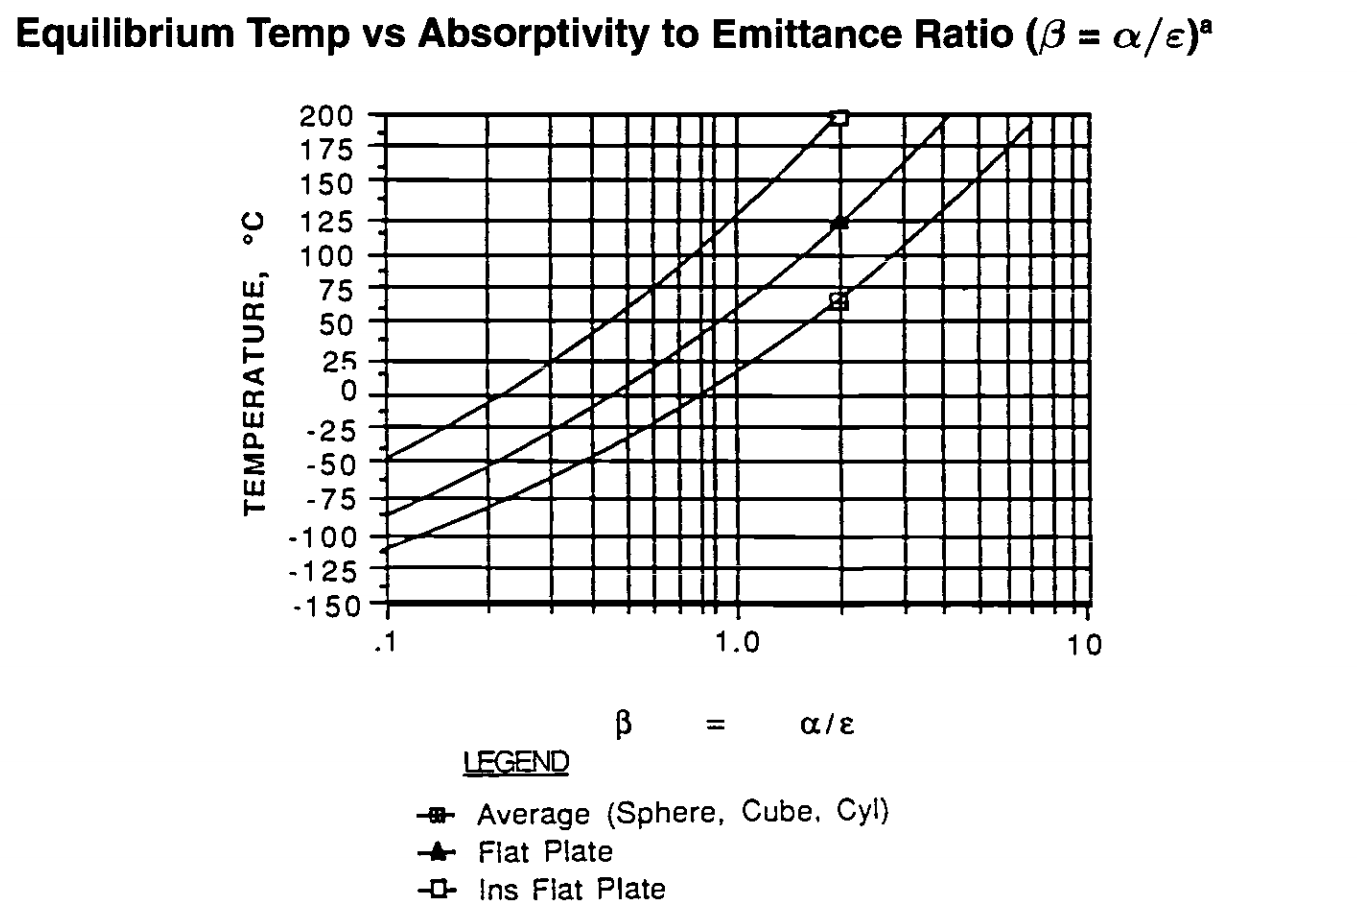 Equilibrium Temp vs Absorptivity to Emittance Ratio (β = α/ε)ᵃ
200
175
150
125
100
75
50
25
0
-25
-50
-75
-100
-125
-150
TEMPERATURE, °C
.1 1.0 10
β = α/ε
LEGEND
Average (Sphere, Cube, Cyl)
Flat Plate
Ins Flat Plate